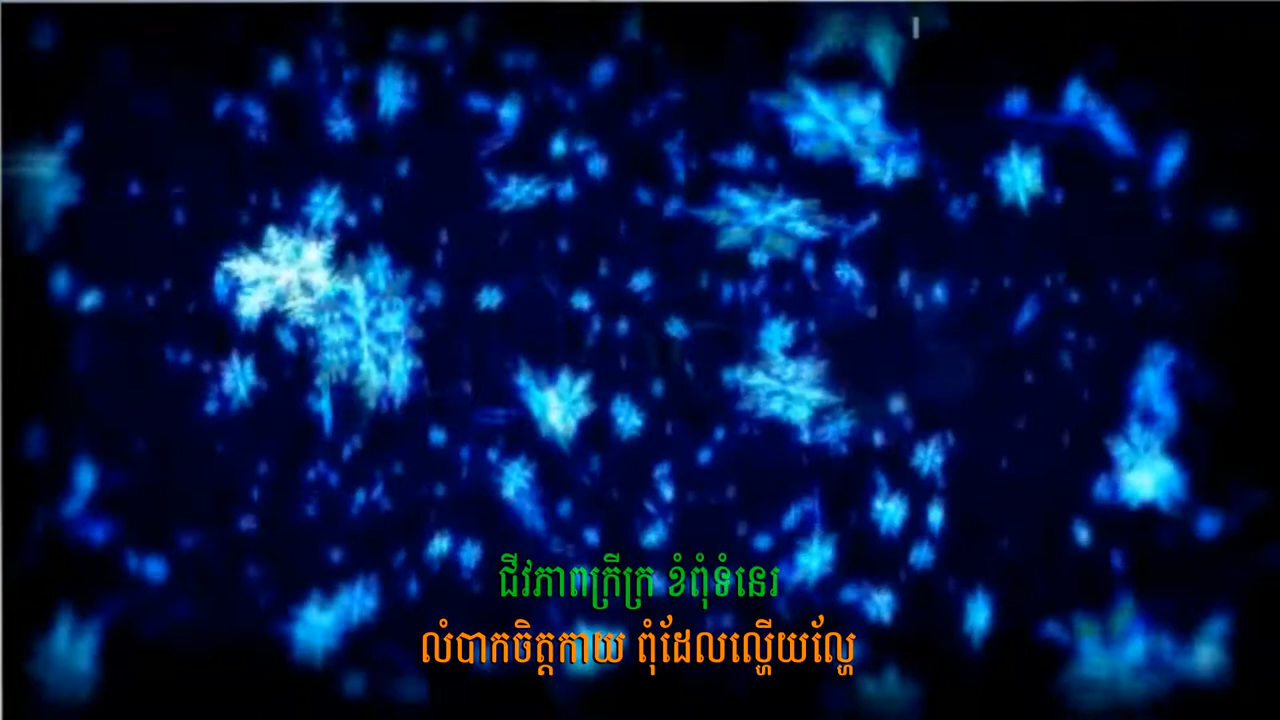 ជីវភាពក្រីក្រ ខំពុំទំនេរ
លំបាកចិត្តកាយ ពុំដែលល្ហើយល្ហែ